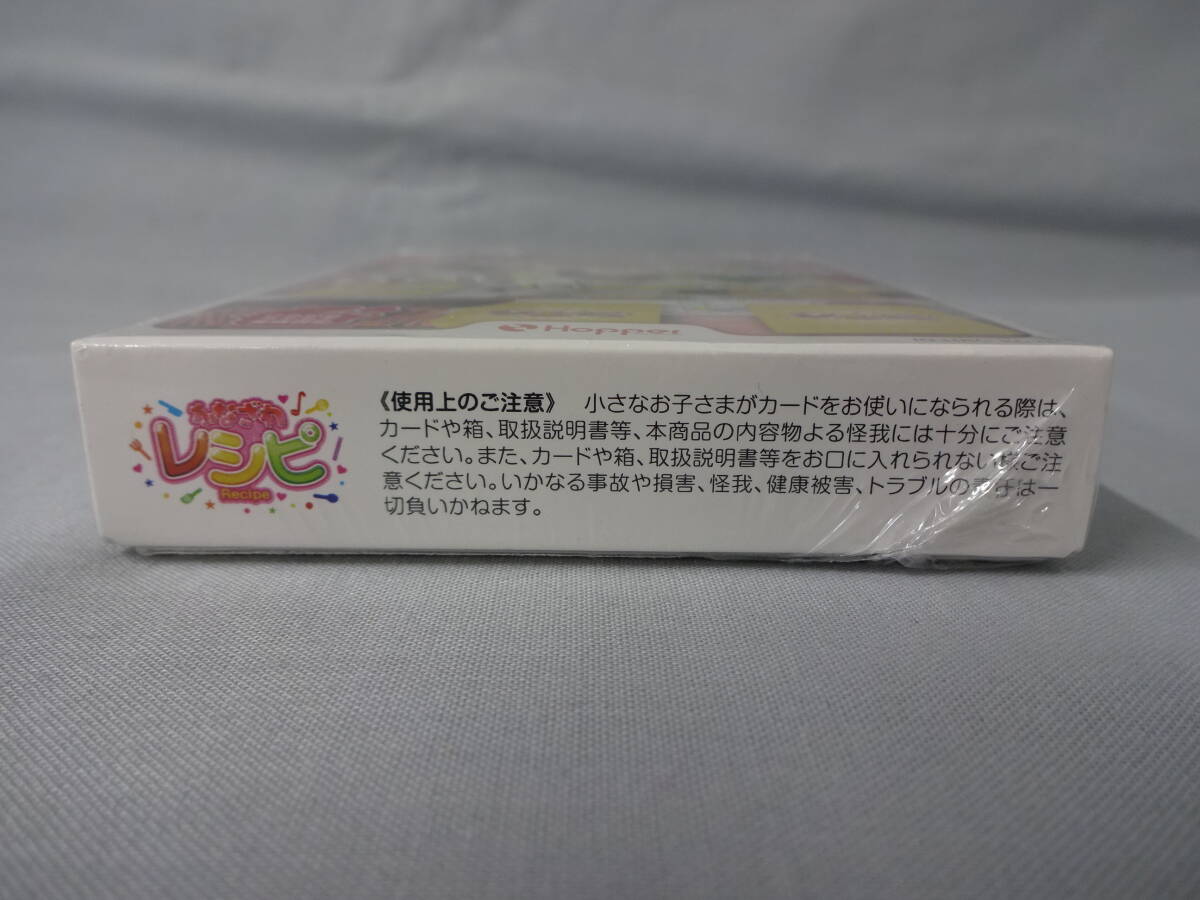 Hopper
レシピ
Recipe
《使用上のご注意》 小さなお子さまがカードをお使いになられる際は、
カードや箱、取扱説明書等、本商品の内容物よる怪我には十分にご注意
ください。また、カードや箱、取扱説明書等をお口に入れられない様ご注
意ください。いかなる事故や損害、怪我、健康被害、トラブルの責任は一
切負いかねます。